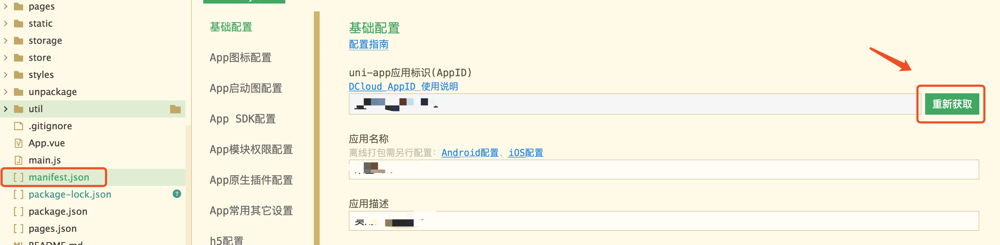 pages
static
storage
store
styles
unpackage
util
.gitignore
App.vue
main.js
manifest.json
package-lock.json
?
package.json
pages.json
README.md
基础配置
App图标配置
App启动图配置
App SDK配置
App模块权限配置
App原生插件配置
App常用其它设置
h5配置
基础配置
配置指南
uni-app应用标识(AppID)
DCloud AppID 使用说明
重新获取
应用名称
离线打包需另行配置：Android配置、iOS配置
应用描述